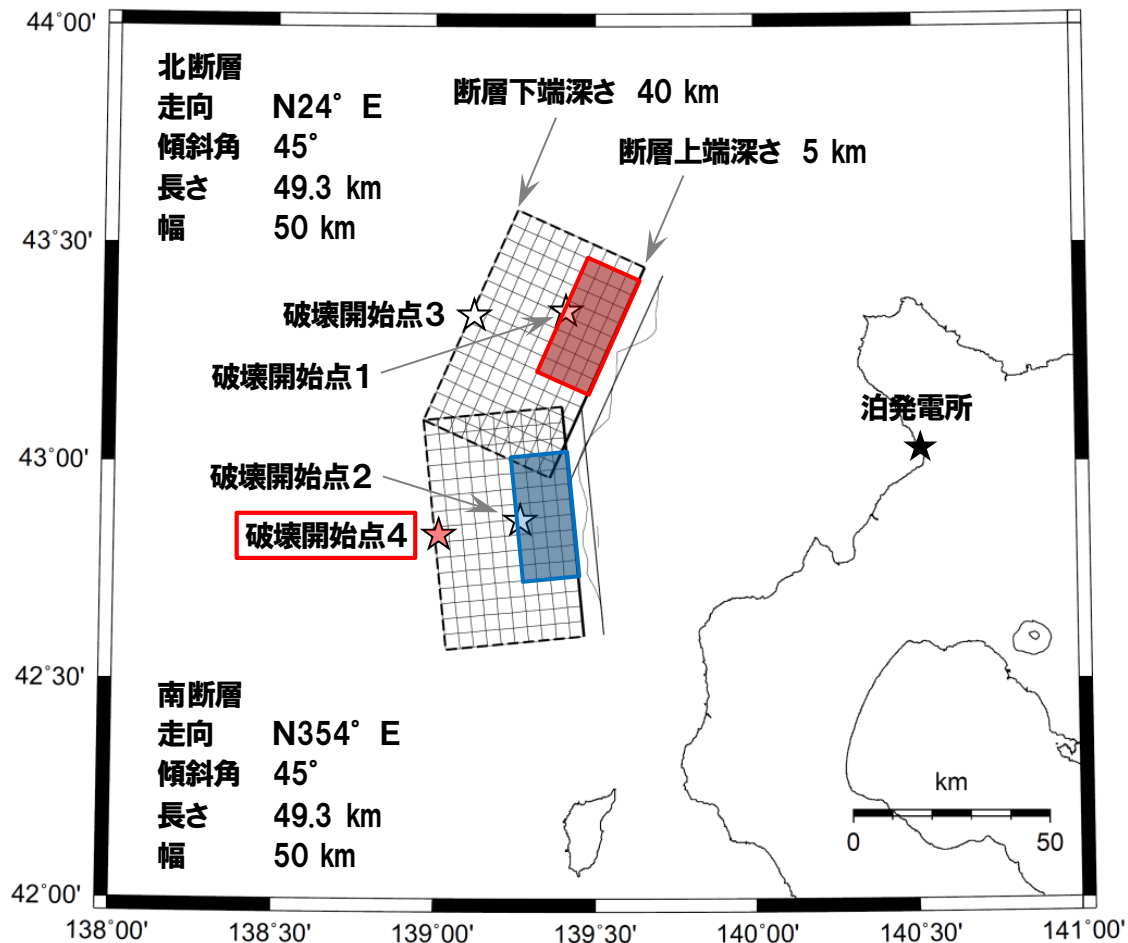 44°00'
北断層
走向 N24° E
傾斜角 45°
長さ 49.3 km
幅 50 km
断層下端深さ 40 km
断層上端深さ 5 km
43°30'
破壊開始点3
破壊開始点1
泊発電所
43°00'
破壊開始点2
破壊開始点4
42°30'
南断層
走向 N354° E
傾斜角 45°
長さ 49.3 km
幅 50 km
km
0 50
42°00'
138°00' 138°30' 139°00' 139°30' 140°00' 140°30' 141°00'